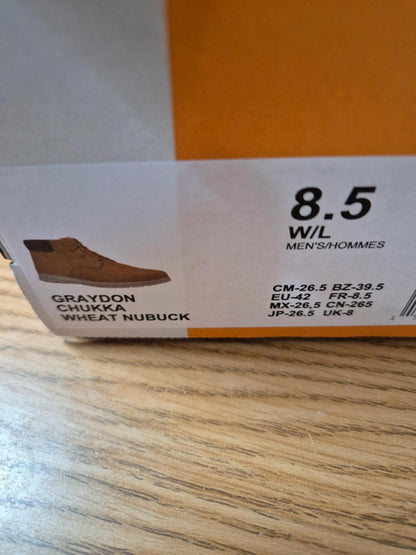 8.5
W/L
MEN'S/HOMMES
GRAYDON
CHUKKA
WHEAT NUBUCK
CM-26.5 BZ-39.5
EU-42 FR-8.5
MX-26.5 CN-265
JP-26.5 UK-8